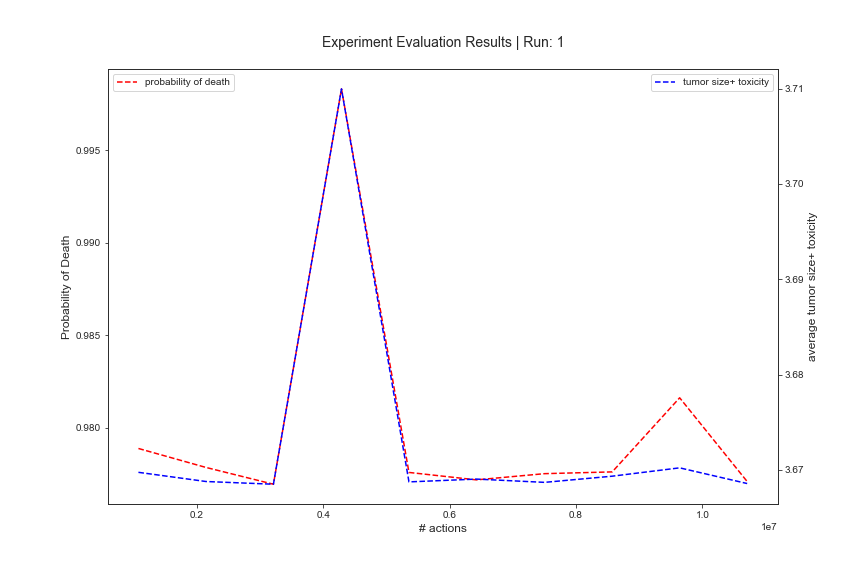 Experiment Evaluation Results | Run: 1
probability of death
tumor size+ toxicity
Probability of Death
0.995
0.990
0.985
0.980
3.71
3.70
3.69
3.68
3.67
average tumor size+ toxicity
0.2
0.4
0.6
0.8
1.0
1e7
# actions